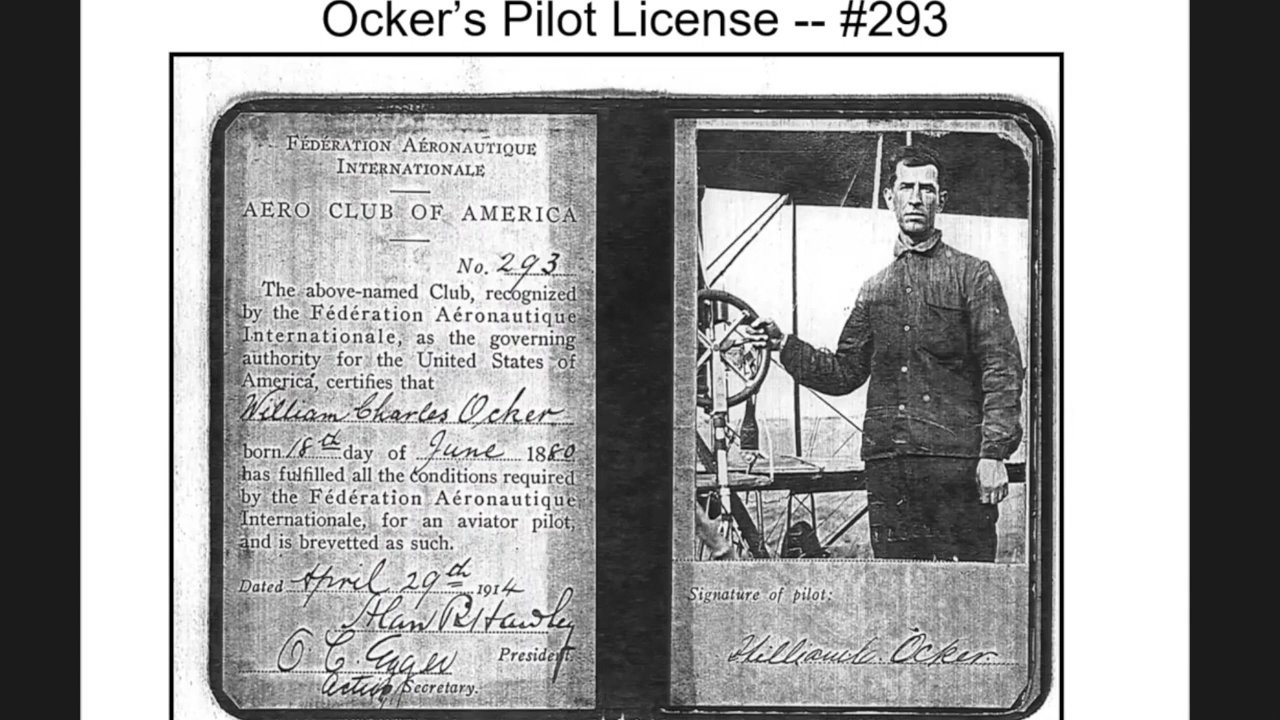 Ocker's Pilot License -- #293
FÉDÉRATION AÉRONAUTIQUE
INTERNATIONALE
AERO CLUB OF AMERICA
No. 293
The above-named Club, recognized
by the Fédération Aéronautique
Internationale, as the governing
authority for the United States of
America, certifies that
William Charles Ocker
born 18th day of June 1880
has fulfilled all the conditions required
by the Fédération Aéronautique
Internationale, for an aviator pilot,
and is brevetted as such.
Dated April 29th 1914
Alan R. Hawley
President.
Acting Secretary.
Signature of pilot:
William C. Ocker